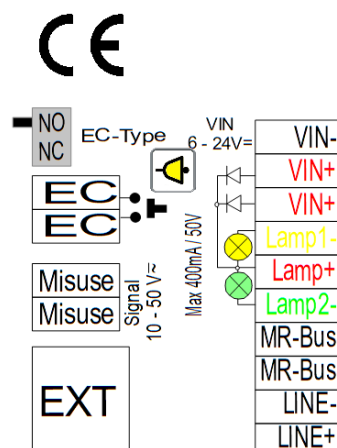 CE
NO
NC
EC-Type
VIN
6 - 24V=
EC
EC
Misuse
Misuse
Signal
10 - 50 V~
Max 400mA / 50V
EXT
VIN-
VIN+
VIN+
Lamp1-
Lamp+
Lamp2-
MR-Bus
MR-Bus
LINE-
LINE+